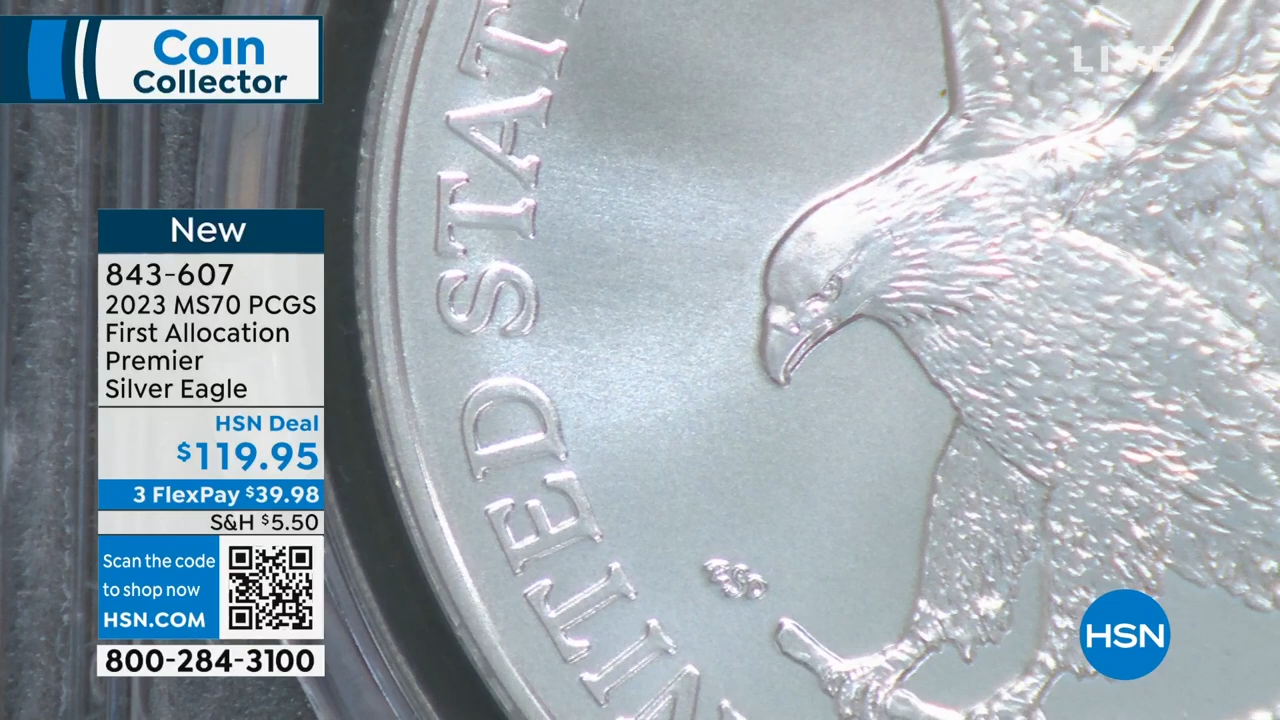 Coin
Collector
LIVE
New
843-607
2023 MS70 PCGS
First Allocation
Premier
Silver Eagle
HSN Deal
$119.95
3 FlexPay $39.98
S&H $5.50
Scan the code
to shop now
HSN.COM
800-284-3100
UNITED STAT
HSN